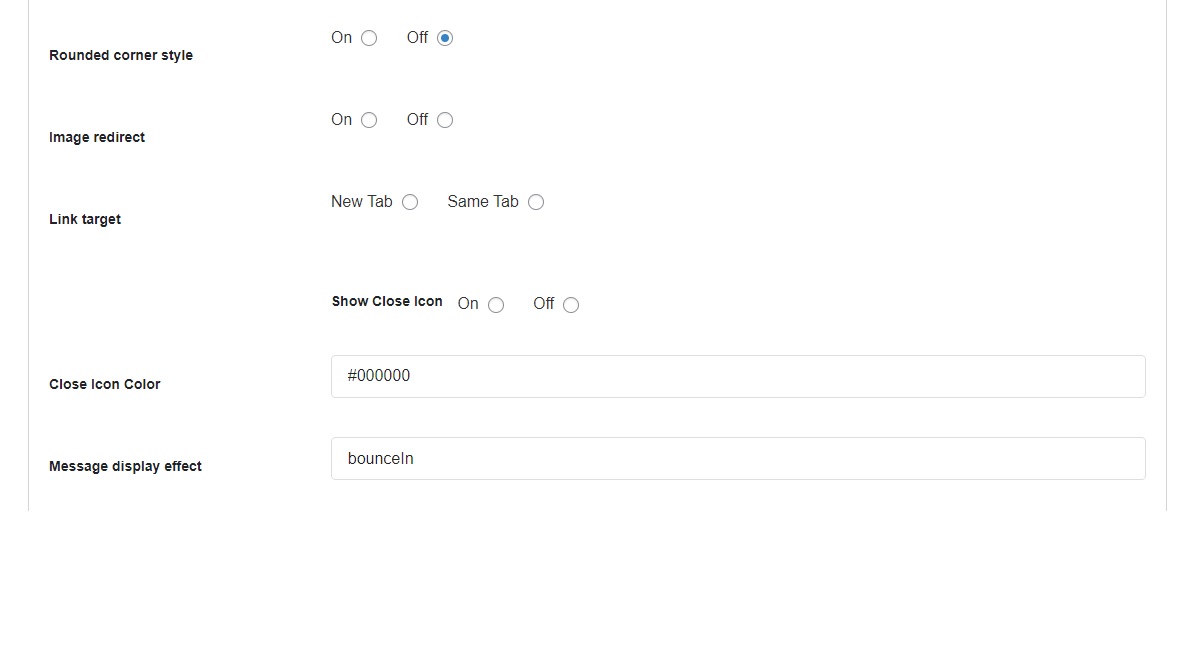 On Off
Rounded corner style
On Off
Image redirect
New Tab Same Tab
Link target
Show Close Icon On Off
#000000
Close Icon Color
bounceIn
Message display effect